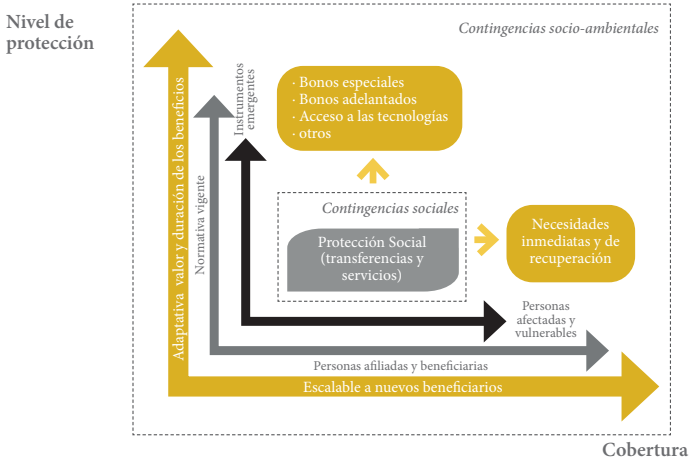 Nivel de
protección
Contingencias socio-ambientales
Adaptativa valor y duración de los beneficios
Normativa vigente
Instrumentos
emergentes
· Bonos especiales
· Bonos adelantados
· Acceso a las tecnologías
· otros
Contingencias sociales
Protección Social
(transferencias y
servicios)
Necesidades
inmediatas y de
recuperación
Personas
afectadas y
vulnerables
Personas afiliadas y beneficiarias
Escalable a nuevos beneficiarios
Cobertura